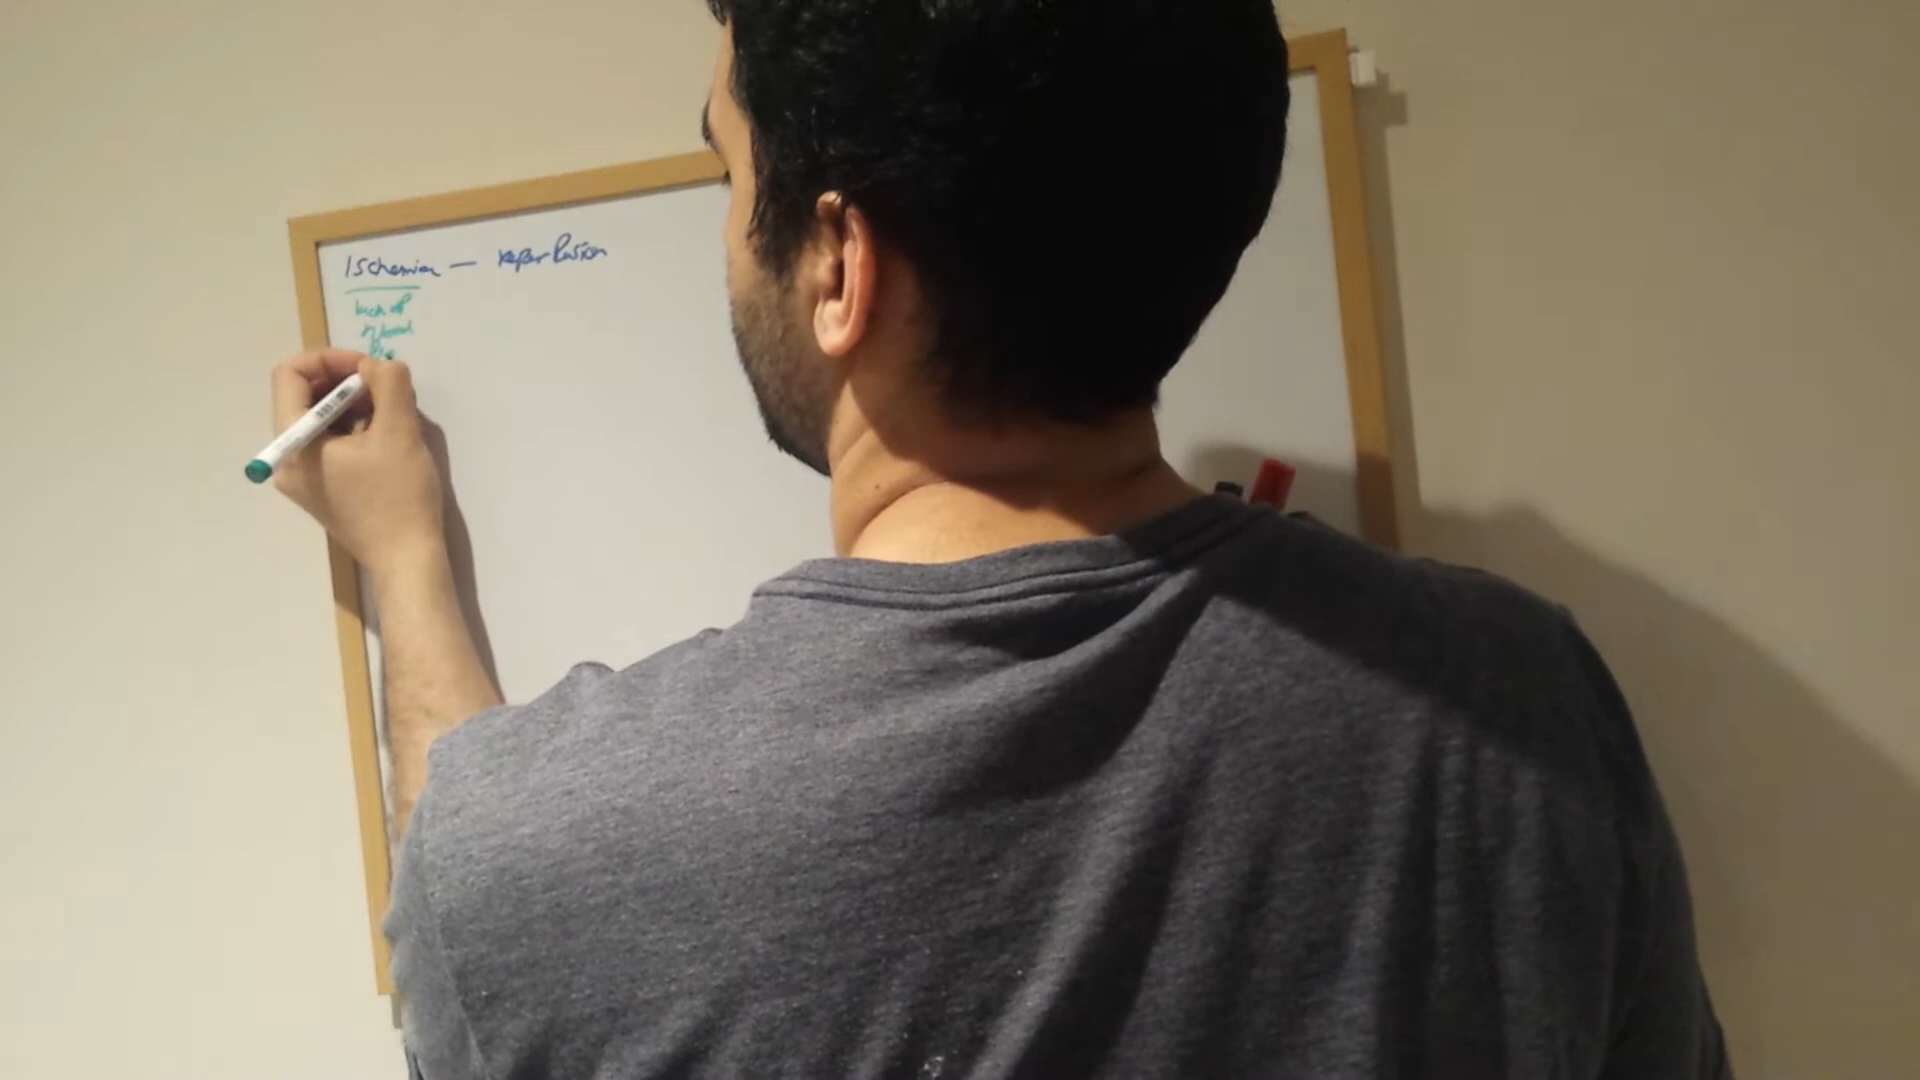 Ischemia — reperfusion
lack of
blood